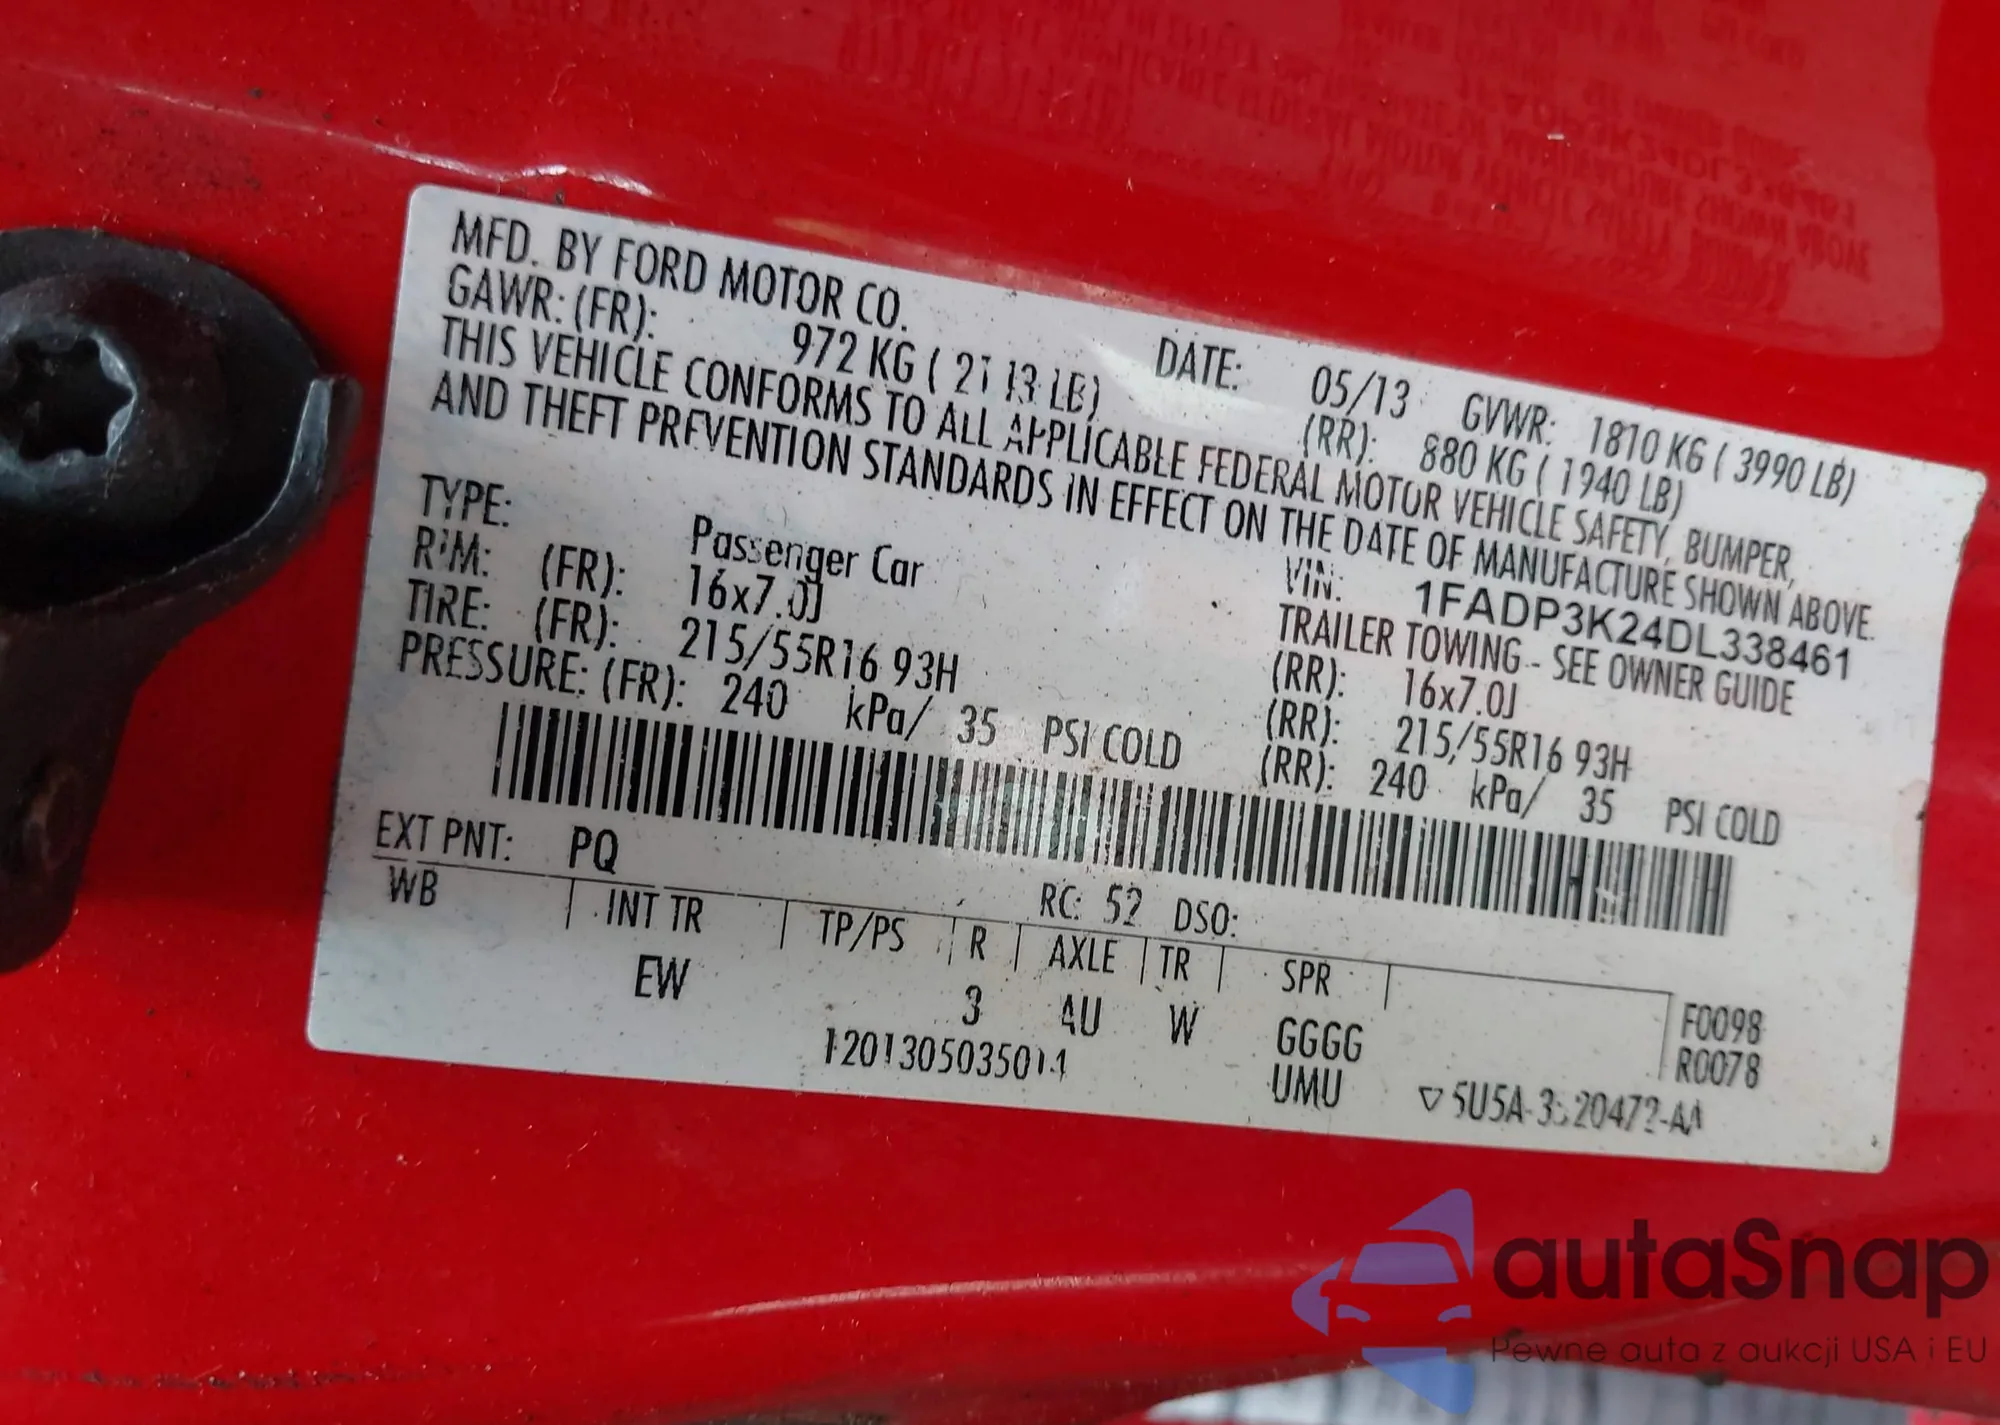 MFD. BY FORD MOTOR CO. DATE: 05/13 GVWR: 1810 KG ( 3990 LB)
GAWR: (FR): 972 KG ( 2143 LB) (RR): 880 KG ( 1940 LB)
THIS VEHICLE CONFORMS TO ALL APPLICABLE FEDERAL MOTOR VEHICLE SAFETY, BUMPER,
AND THEFT PREVENTION STANDARDS IN EFFECT ON THE DATE OF MANUFACTURE SHOWN ABOVE.
VIN: 1FADP3K24DL338461
TYPE: Passenger Car TRAILER TOWING - SEE OWNER GUIDE
RIM: (FR): 16x7.0J (RR): 16x7.0J
TIRE: (FR): 215/55R16 93H (RR): 215/55R16 93H
PRESSURE: (FR): 240 kPa/ 35 PSI COLD (RR): 240 kPa/ 35 PSI COLD
EXT PNT: PQ RC: 52 DSO:
WB INT TR TP/PS R AXLE TR SPR
EW 3 4U W GGGG F0098
UMU R0078
1201305035014
▽ 5U5A-3520472-AA
autaSnap
Pewne auta z aukcji USA i EU